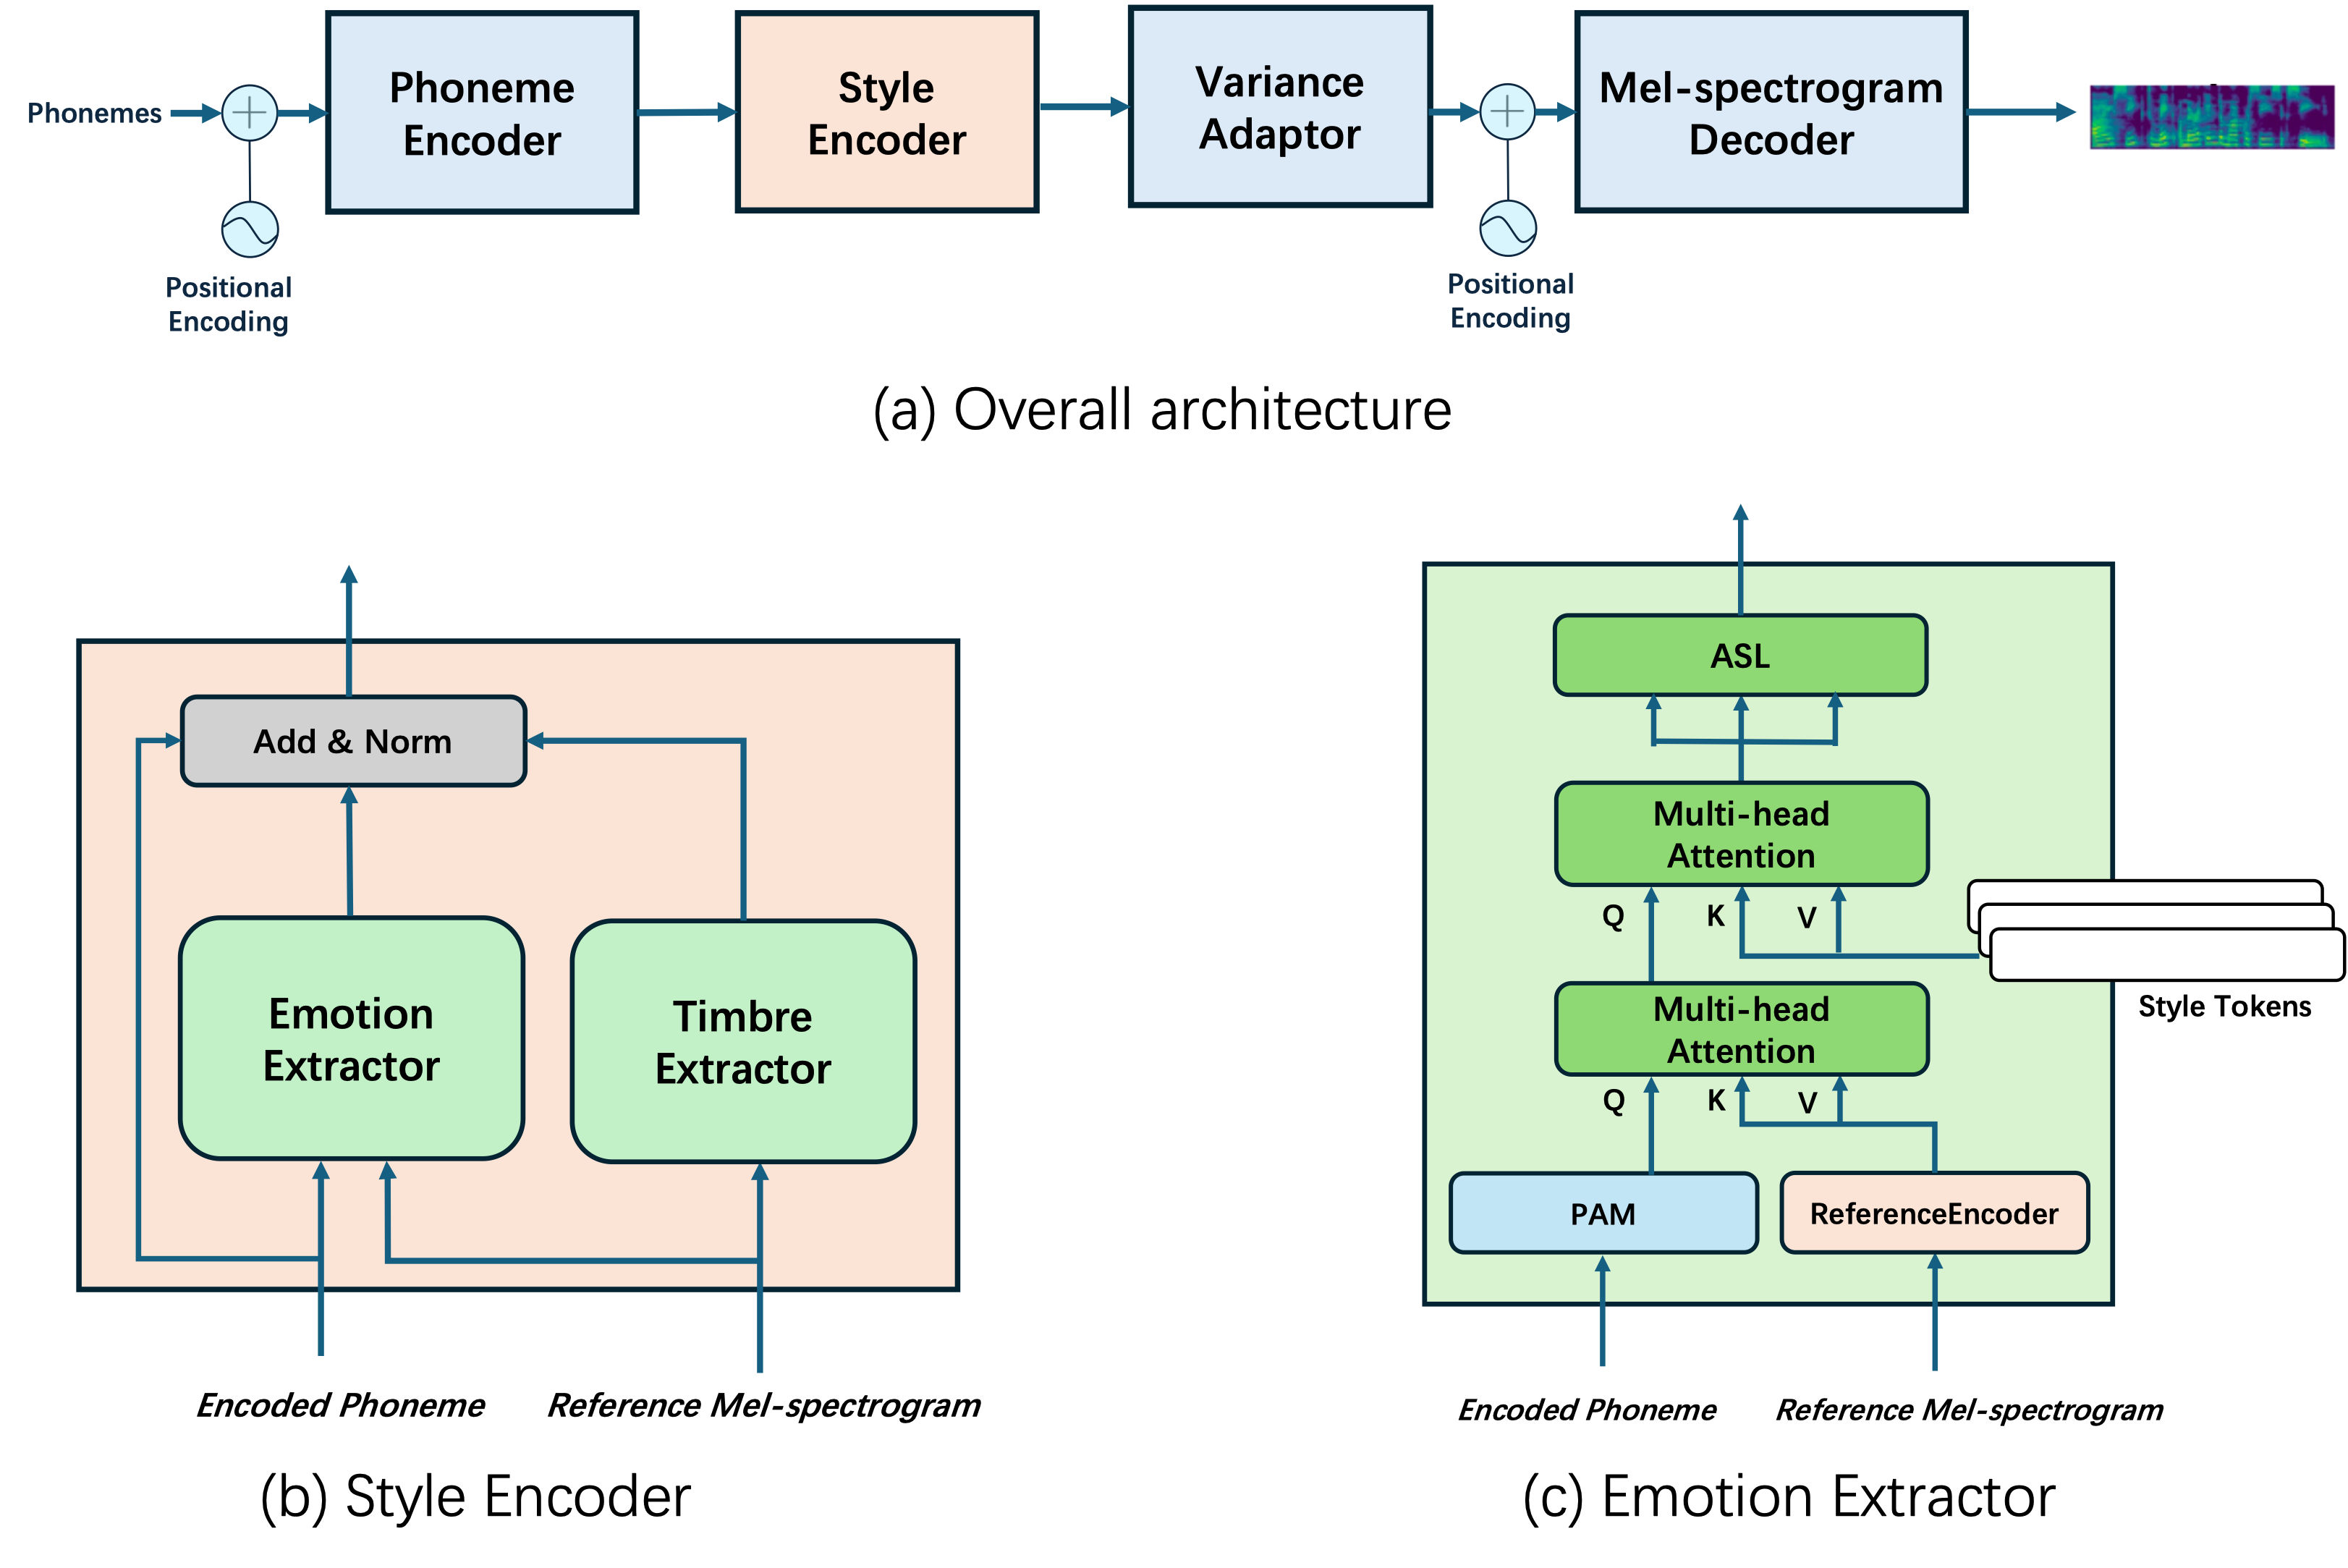 Phonemes
Positional
Encoding
Phoneme
Encoder
Style
Encoder
Variance
Adaptor
Positional
Encoding
Mel-spectrogram
Decoder
(a) Overall architecture
Add & Norm
Emotion
Extractor
Timbre
Extractor
Encoded Phoneme
Reference Mel-spectrogram
(b) Style Encoder
ASL
Multi-head
Attention
Q K V
Style Tokens
Multi-head
Attention
Q K V
PAM
ReferenceEncoder
Encoded Phoneme
Reference Mel-spectrogram
(c) Emotion Extractor